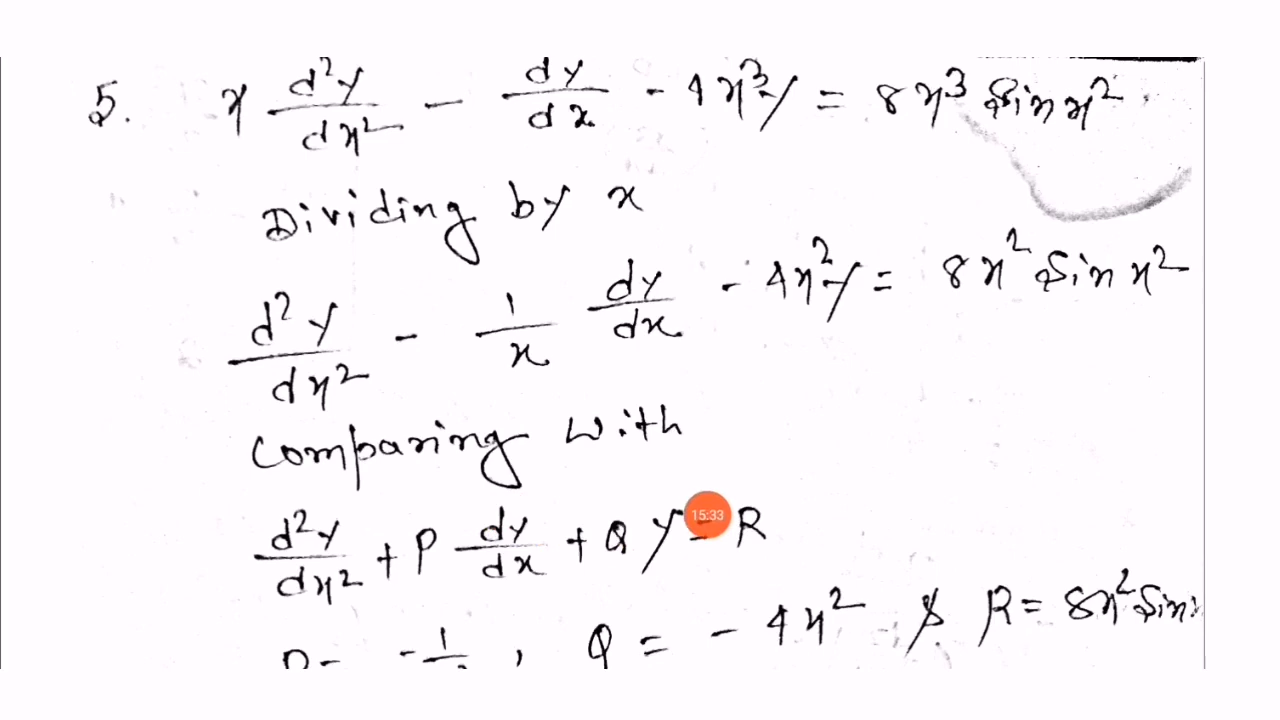 5. x d²y/dx² - dy/dx - 4x³y = 8x³ Sin x²
Dividing by x
d²y/dx² - 1/x dy/dx - 4x²y = 8x² Sin x²
Comparing with
d²y/dx² + P dy/dx + Q y = R
15:33
P = -1/x, Q = -4x² & R = 8x² Sin x